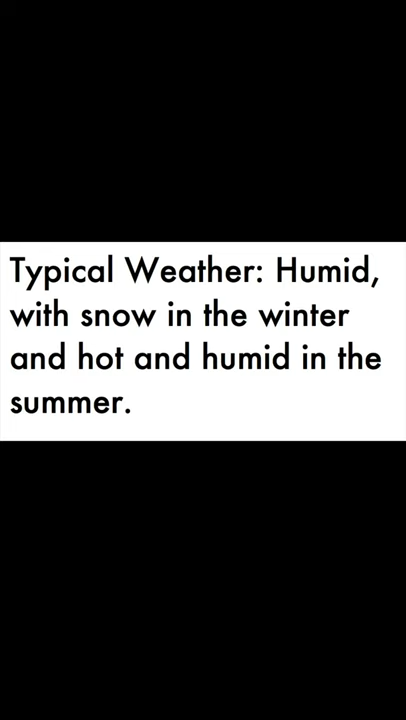 Typical Weather: Humid,
with snow in the winter
and hot and humid in the
summer.